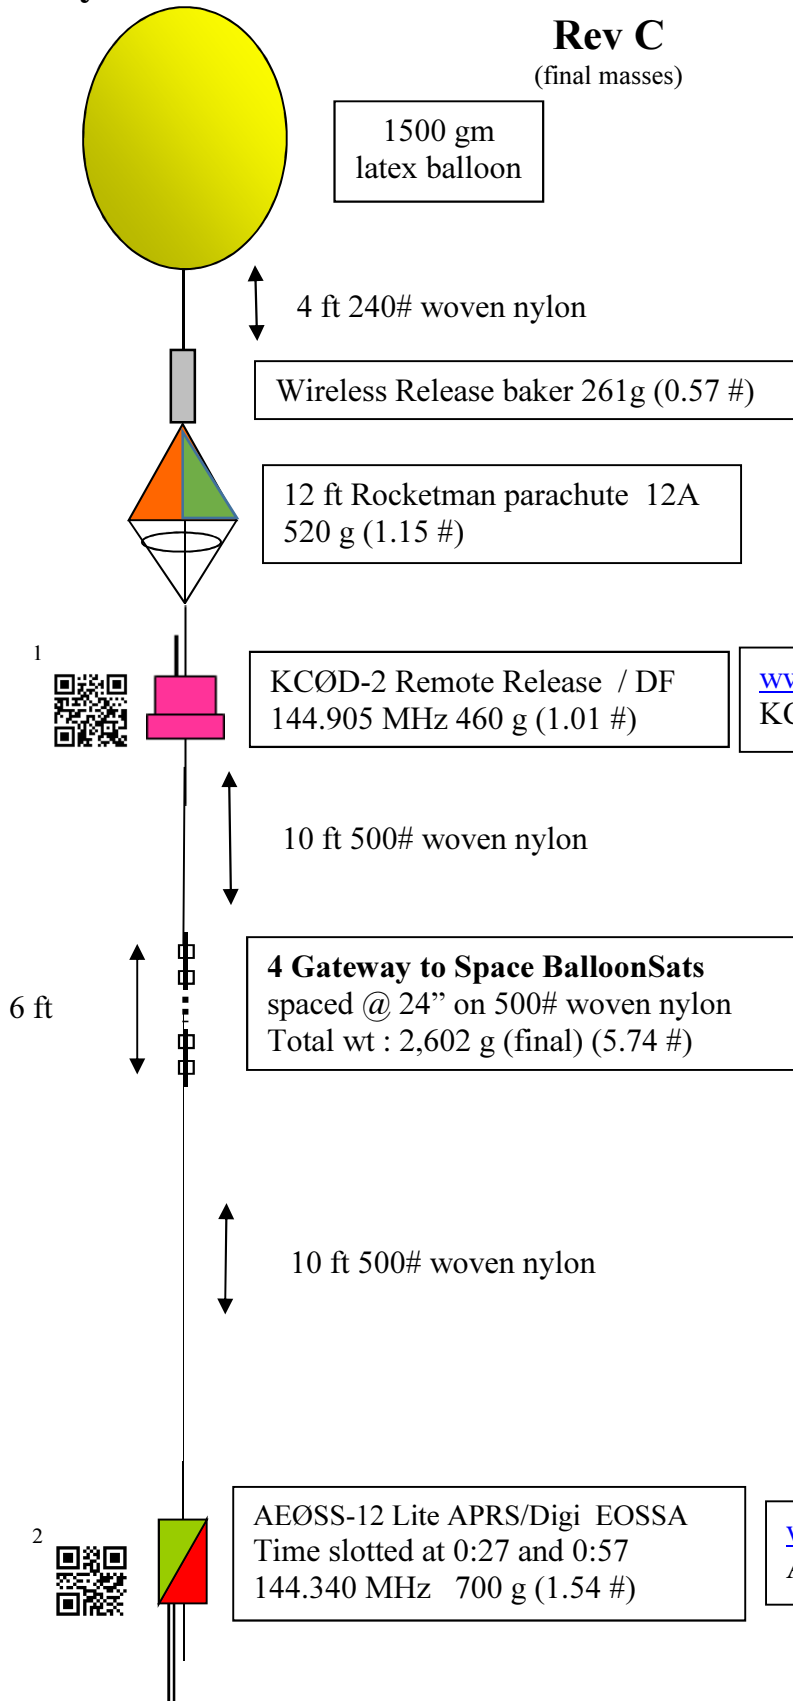 Rev C
(final masses)
1500 gm
latex balloon
4 ft 240# woven nylon
Wireless Release baker 261g (0.57 #)
12 ft Rocketman parachute 12A
520 g (1.15 #)
1
KCØD-2 Remote Release / DF
144.905 MHz 460 g (1.01 #)
10 ft 500# woven nylon
6 ft
4 Gateway to Space BalloonSats
spaced @ 24” on 500# woven nylon
Total wt : 2,602 g (final) (5.74 #)
10 ft 500# woven nylon
2
AEØSS-12 Lite APRS/Digi EOSSA
Time slotted at 0:27 and 0:57
144.340 MHz 700 g (1.54 #)